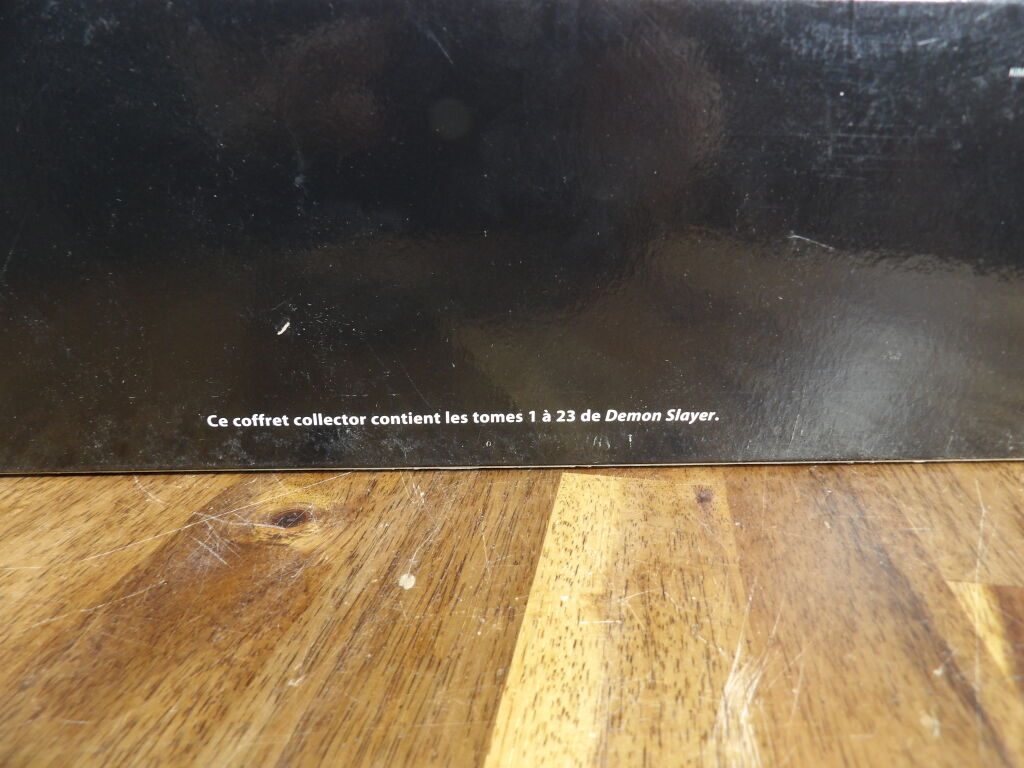 Ce coffret collector contient les tomes 1 à 23 de Demon Slayer.